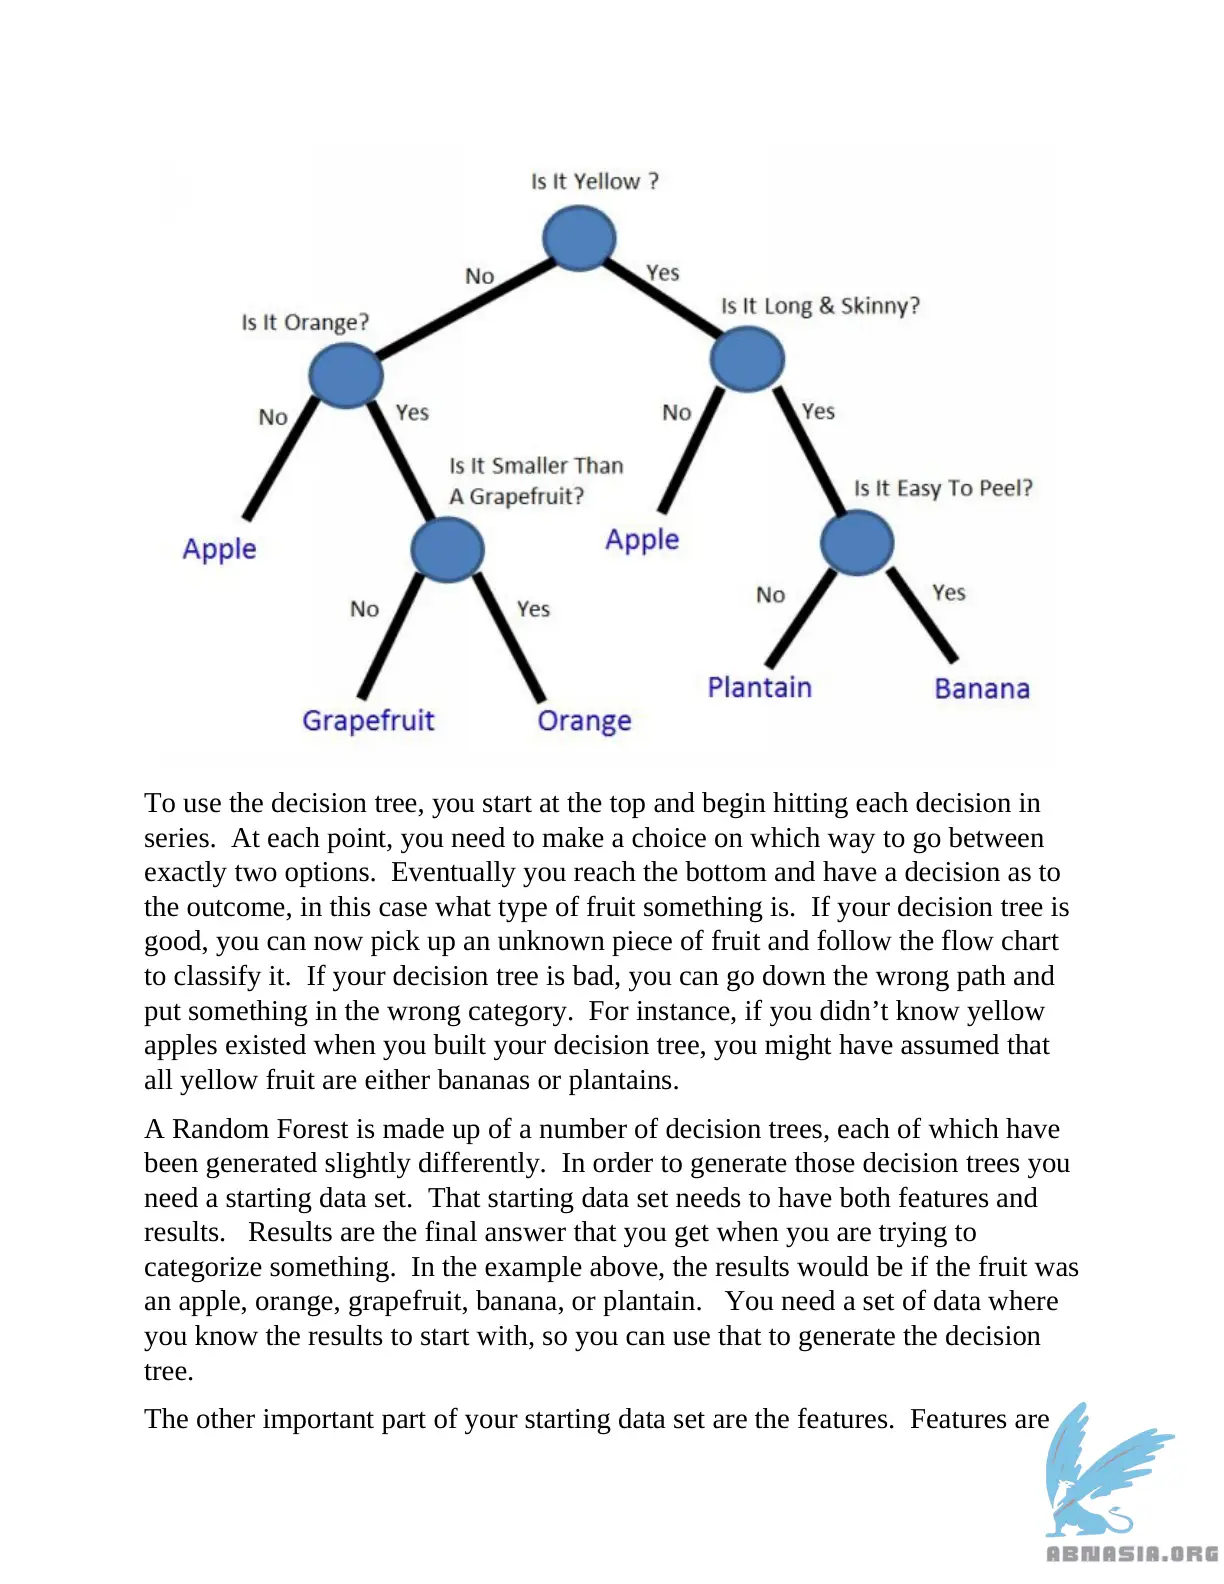 Is It Yellow ?
No
Yes
Is It Orange?
Is It Long & Skinny?
No
Yes
No
Yes
Is It Smaller Than
A Grapefruit?
Is It Easy To Peel?
Apple
Apple
No
Yes
No
Yes
Plantain
Banana
Grapefruit
Orange
To use the decision tree, you start at the top and begin hitting each decision in
series.  At each point, you need to make a choice on which way to go between
exactly two options.  Eventually you reach the bottom and have a decision as to
the outcome, in this case what type of fruit something is.  If your decision tree is
good, you can now pick up an unknown piece of fruit and follow the flow chart
to classify it.  If your decision tree is bad, you can go down the wrong path and
put something in the wrong category.  For instance, if you didn’t know yellow
apples existed when you built your decision tree, you might have assumed that
all yellow fruit are either bananas or plantains.
A Random Forest is made up of a number of decision trees, each of which have
been generated slightly differently.  In order to generate those decision trees you
need a starting data set.  That starting data set needs to have both features and
results.   Results are the final answer that you get when you are trying to
categorize something.  In the example above, the results would be if the fruit was
an apple, orange, grapefruit, banana, or plantain.   You need a set of data where
you know the results to start with, so you can use that to generate the decision
tree.
The other important part of your starting data set are the features.  Features are
ABNASIA.ORG